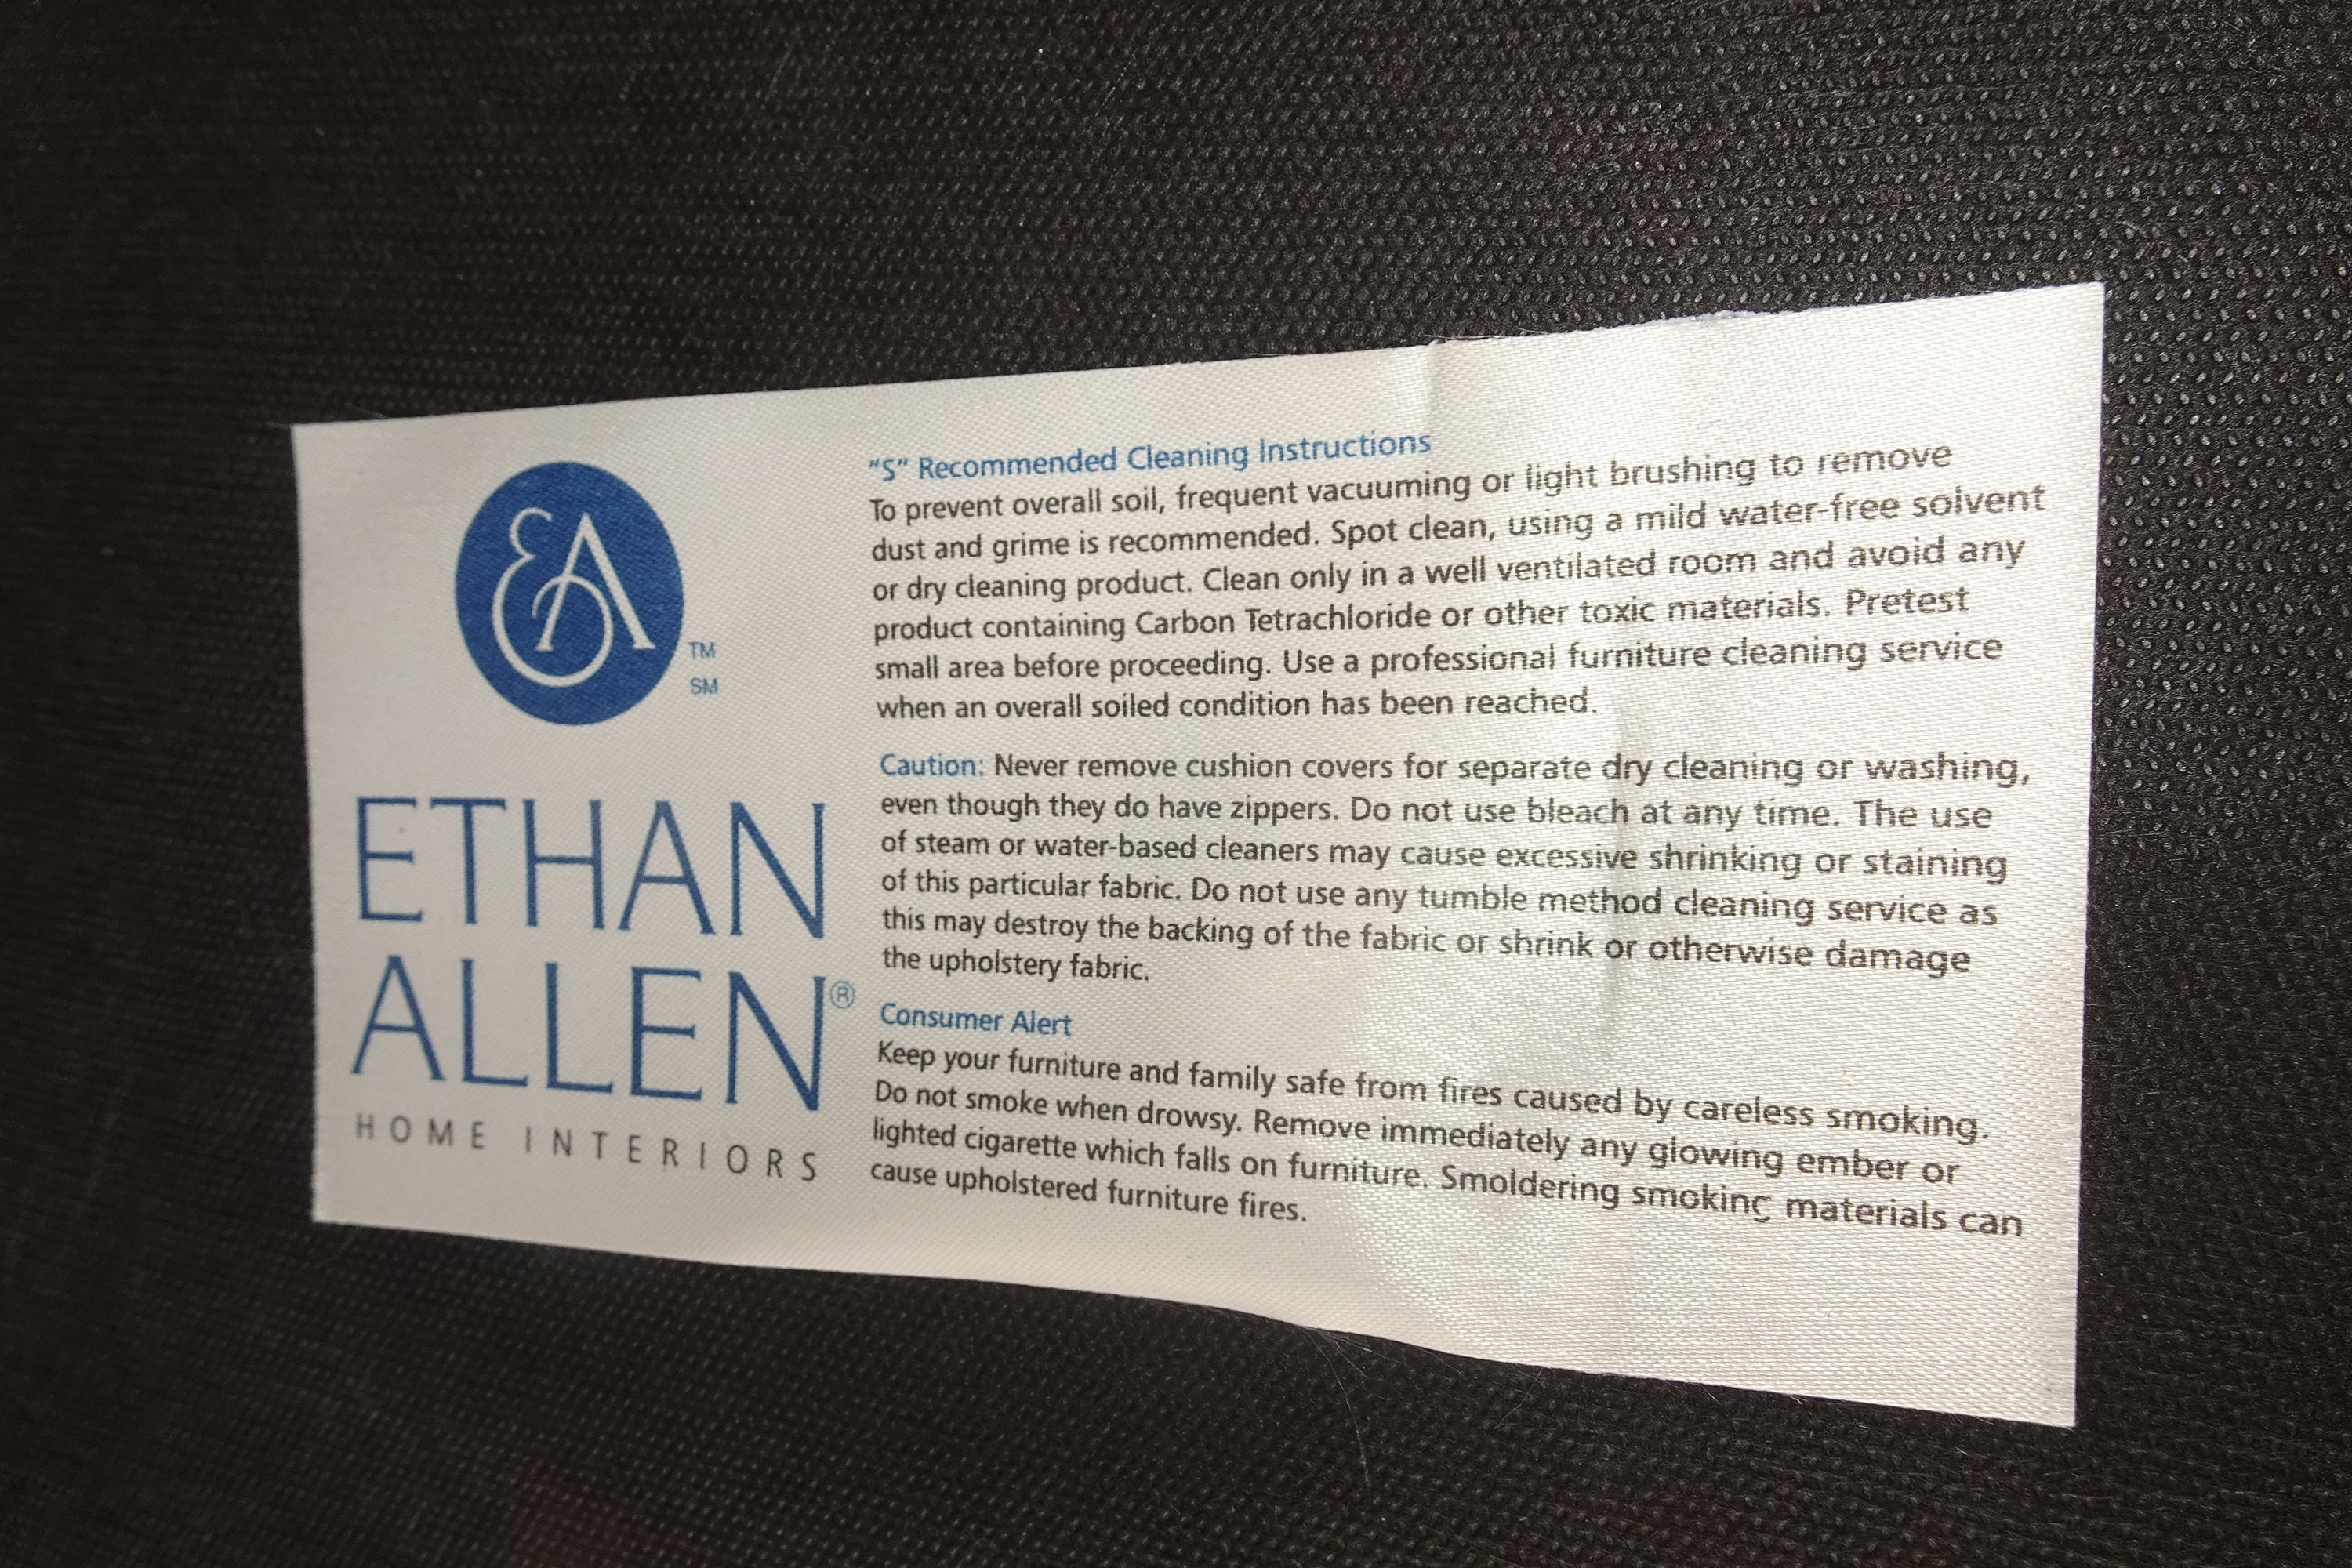 EA
TM
SM
ETHAN
ALLEN®
HOME INTERIORS
"S" Recommended Cleaning Instructions
To prevent overall soil, frequent vacuuming or light brushing to remove
dust and grime is recommended. Spot clean, using a mild water-free solvent
or dry cleaning product. Clean only in a well ventilated room and avoid any
product containing Carbon Tetrachloride or other toxic materials. Pretest
small area before proceeding. Use a professional furniture cleaning service
when an overall soiled condition has been reached.
Caution: Never remove cushion covers for separate dry cleaning or washing,
even though they do have zippers. Do not use bleach at any time. The use
of steam or water-based cleaners may cause excessive shrinking or staining
of this particular fabric. Do not use any tumble method cleaning service as
this may destroy the backing of the fabric or shrink or otherwise damage
the upholstery fabric.
Consumer Alert
Keep your furniture and family safe from fires caused by careless smoking.
Do not smoke when drowsy. Remove immediately any glowing ember or
lighted cigarette which falls on furniture. Smoldering smoking materials can
cause upholstered furniture fires.